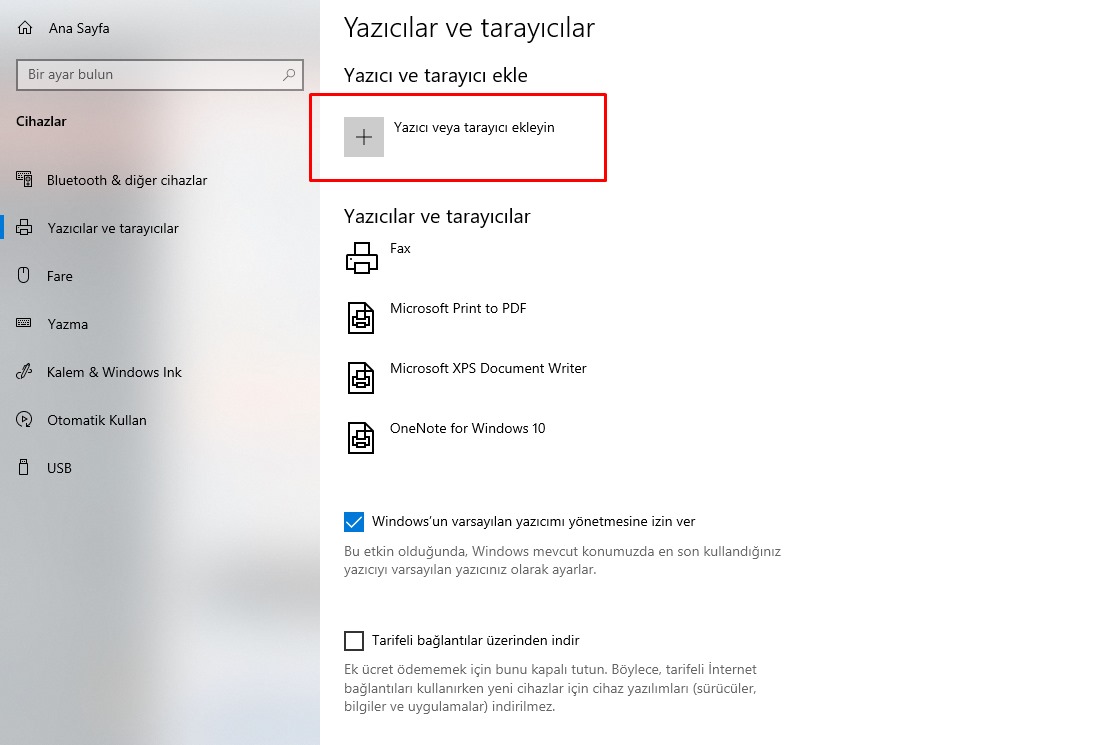 Ana Sayfa
Bir ayar bulun
Cihazlar
Bluetooth & diğer cihazlar
Yazıcılar ve tarayıcılar
Fare
Yazma
Kalem & Windows Ink
Otomatik Kullan
USB
Yazıcılar ve tarayıcılar
Yazıcı ve tarayıcı ekle
Yazıcı veya tarayıcı ekleyin
Yazıcılar ve tarayıcılar
Fax
Microsoft Print to PDF
Microsoft XPS Document Writer
OneNote for Windows 10
Windows'un varsayılan yazıcımı yönetmesine izin ver
Bu etkin olduğunda, Windows mevcut konumuzda en son kullandığınız
yazıcıyı varsayılan yazıcınız olarak ayarlar.
Tarifeli bağlantılar üzerinden indir
Ek ücret ödememek için bunu kapalı tutun. Böylece, tarifeli İnternet
bağlantıları kullanırken yeni cihazlar için cihaz yazılımları (sürücüler,
bilgiler ve uygulamalar) indirilmez.